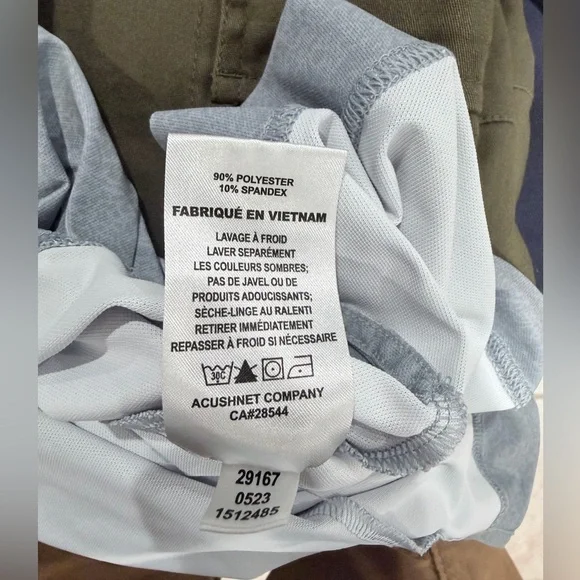 90% POLYESTER
10% SPANDEX
FABRIQUÉ EN VIETNAM
LAVAGE À FROID
LAVER SEPARÉMENT
LES COULEURS SOMBRES;
PAS DE JAVEL OU DE
PRODUITS ADOUCISSANTS;
SÈCHE-LINGE AU RALENTI
RETIRER IMMÉDIATEMENT
REPASSER À FROID SI NÉCESSAIRE
30C
ACUSHNET COMPANY
CA#28544
29167
0523
1512485